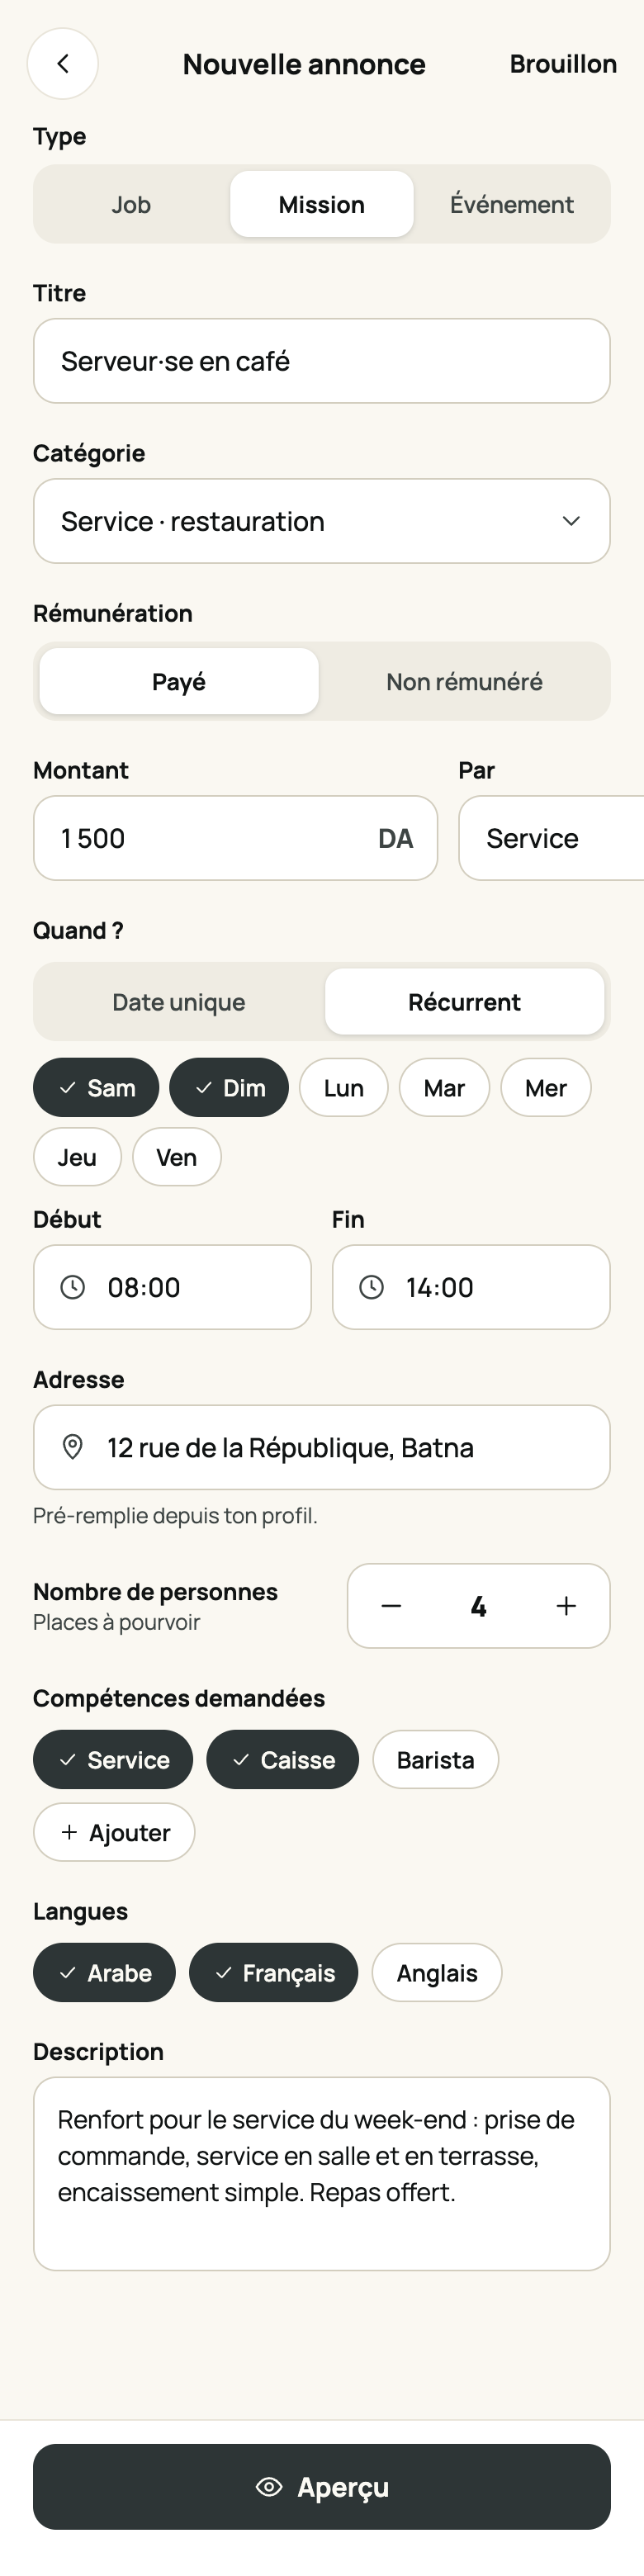 Nouvelle annonce
Brouillon
Type
Job
Mission
Événement
Titre
Serveur·se en café
Catégorie
Service · restauration
Rémunération
Payé
Non rémunéré
Montant
Par
1 500
DA
Service
Quand ?
Date unique
Récurrent
Sam
Dim
Lun
Mar
Mer
Jeu
Ven
Début
Fin
08:00
14:00
Adresse
12 rue de la République, Batna
Pré-remplie depuis ton profil.
Nombre de personnes
Places à pourvoir
4
Compétences demandées
Service
Caisse
Barista
Ajouter
Langues
Arabe
Français
Anglais
Description
Renfort pour le service du week-end : prise de
commande, service en salle et en terrasse,
encaissement simple. Repas offert.
Aperçu